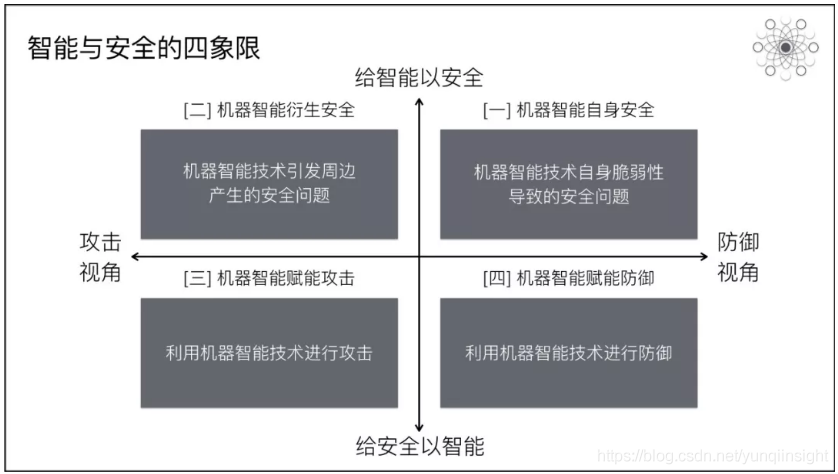 智能与安全的四象限
给智能以安全
[二] 机器智能衍生安全
[一] 机器智能自身安全
机器智能技术引发周边
产生的安全问题
机器智能技术自身脆弱性
导致的安全问题
攻击
视角
防御
视角
[三] 机器智能赋能攻击
[四] 机器智能赋能防御
利用机器智能技术进行攻击
利用机器智能技术进行防御
给安全以智能
https://blog.csdn.net/yunqiinsight